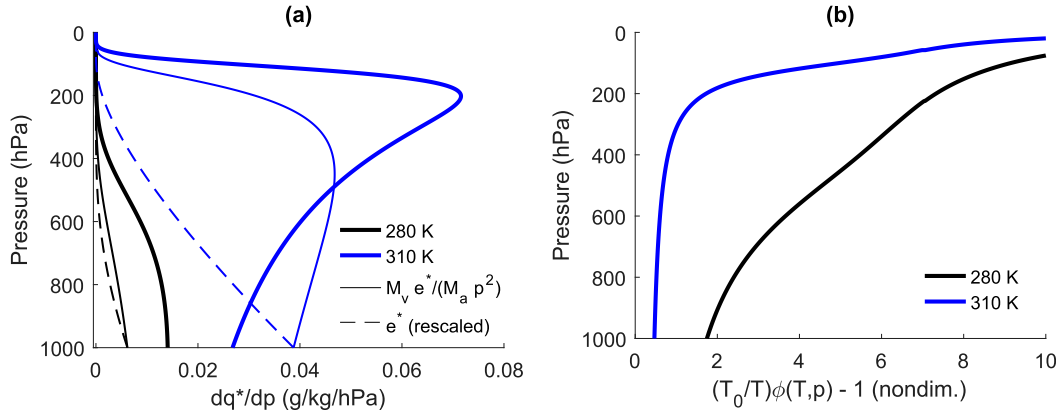 (a)
0
200
400
600
800
1000
Pressure (hPa)
280 K
310 K
M_v e*/(M_a p²)
e* (rescaled)
0
0.02
0.04
0.06
0.08
dq*/dp (g/kg/hPa)
(b)
0
200
400
600
800
1000
Pressure (hPa)
280 K
310 K
0
2
4
6
8
10
(T₀/T)ϕ(T,p) - 1 (nondim.)